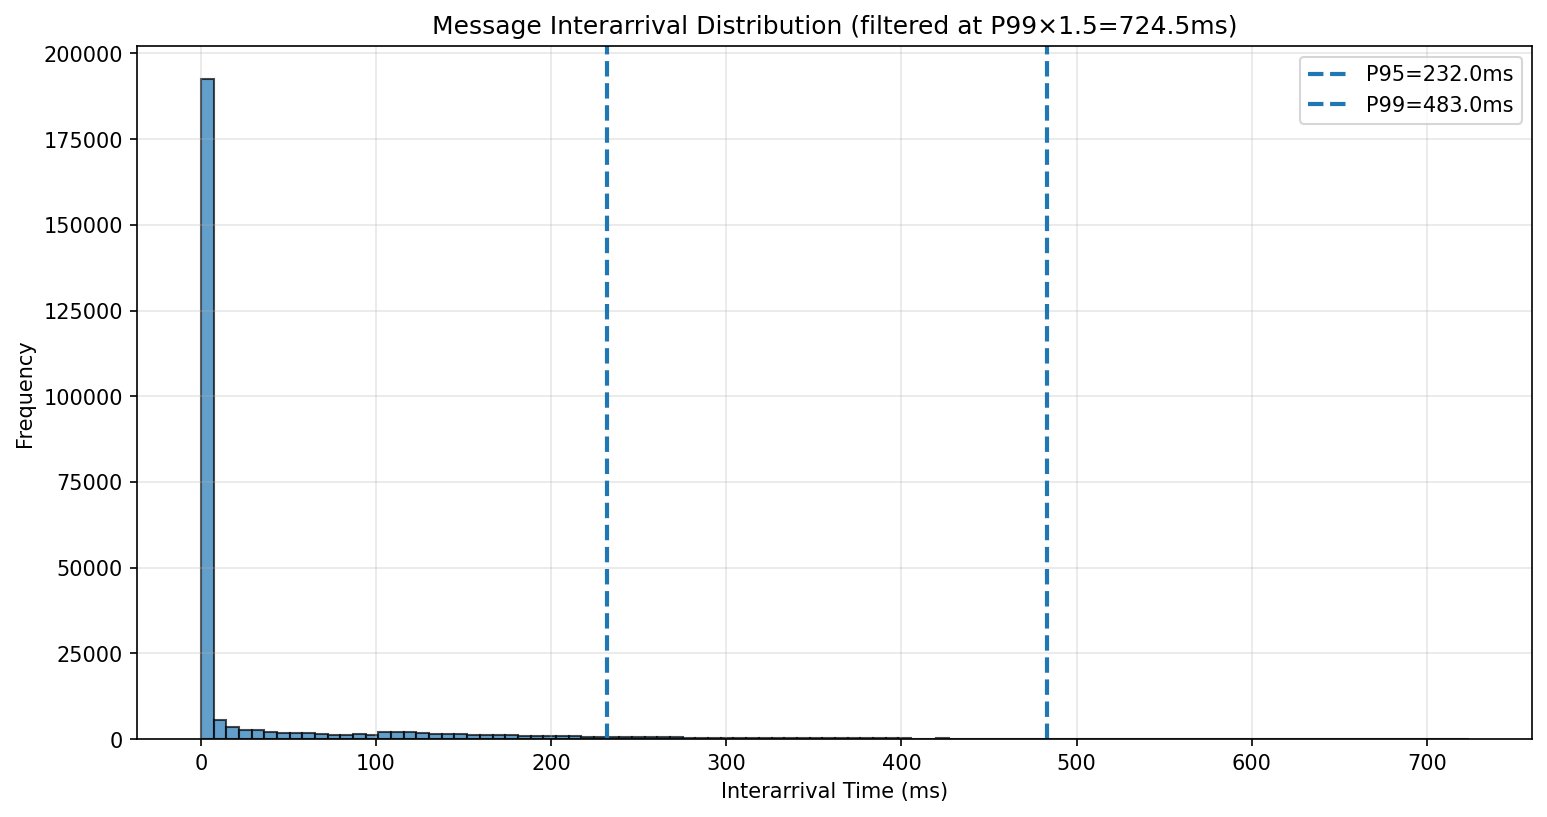 Message Interarrival Distribution (filtered at P99×1.5=724.5ms)
P95=232.0ms
P99=483.0ms
200000
175000
150000
125000
100000
75000
50000
25000
0
Frequency
0 100 200 300 400 500 600 700
Interarrival Time (ms)